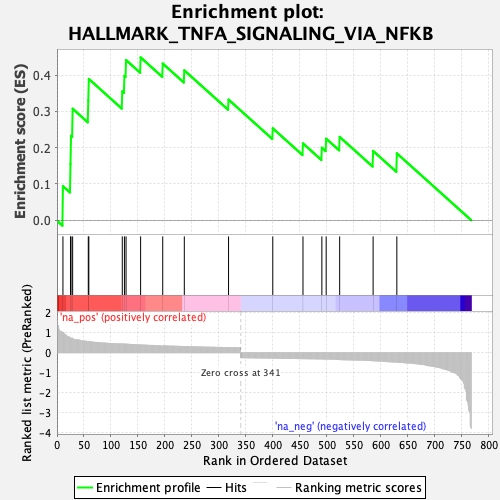 Enrichment plot:
HALLMARK_TNFA_SIGNALING_VIA_NFKB
Enrichment score (ES)
0.4
0.3
0.2
0.1
0.0
Ranked list metric (PreRanked)
2
1
0
-1
-2
-3
-4
'na_pos' (positively correlated)
Zero cross at 341
'na_neg' (negatively correlated)
0 50 100 150 200 250 300 350 400 450 500 550 600 650 700 750 800
Rank in Ordered Dataset
Enrichment profile Hits Ranking metric scores